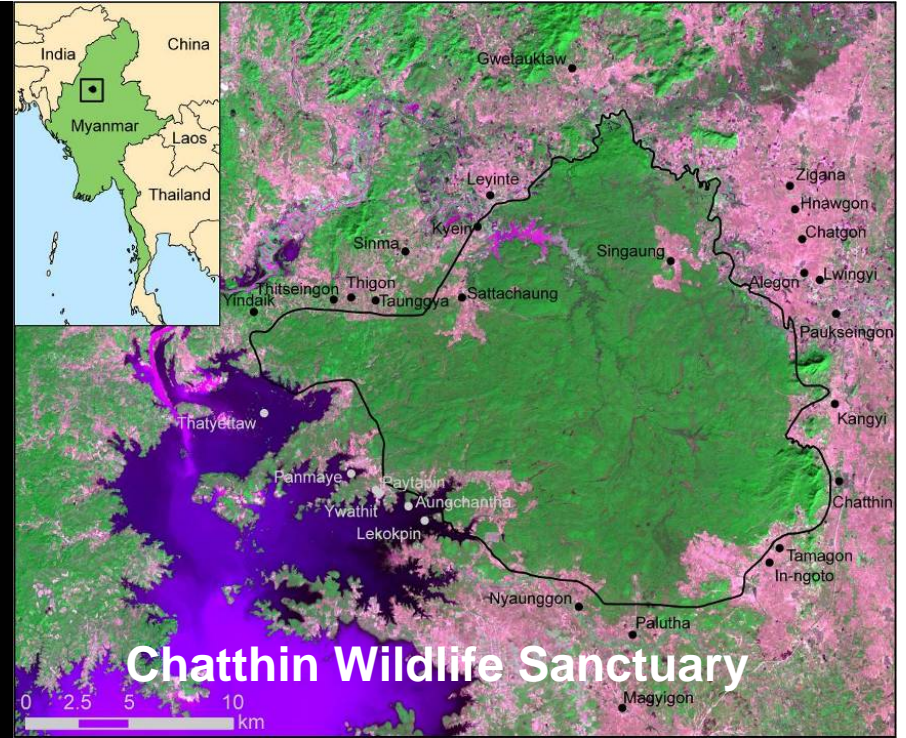 India
China
Myanmar
Laos
Thailand
Gwetauktaw
Leyinte
Zigana
Hnawgon
Kyein
Chatgon
Sinma
Singaung
Alegon
Lwingyi
Thitseingon
Thigon
Yindaik
Taungoya
Sattachaung
Paukseingon
Thatyettaw
Kangyi
Panmaye
Paytapin
Chatthin
Ywathit
Aungchantha
Lekokpin
Tamagon
In-ngoto
Nyaunggon
Palutha
Chatthin Wildlife Sanctuary
0 2.5 5 10
km
Magyigon